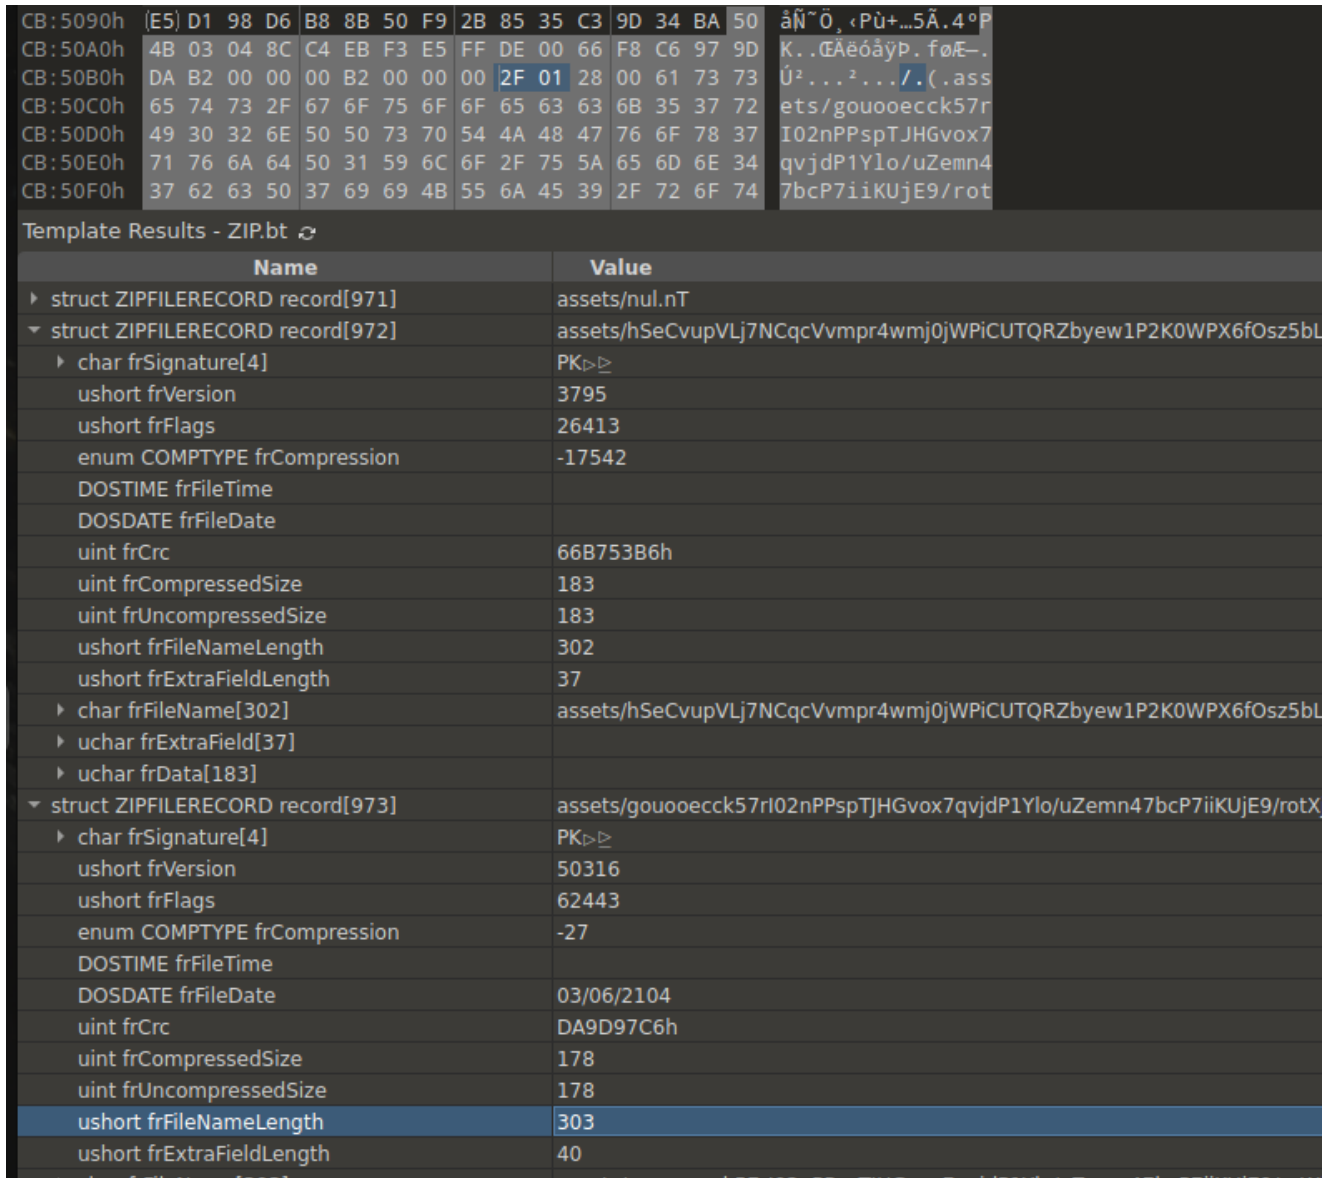 CB:5090h (E5) D1 98 D6 B8 8B 50 F9 2B 85 35 C3 9D 34 BA 50 åÑ˜Ö¸‹Pù+…5Ã.4ºP
CB:50A0h 4B 03 04 8C C4 EB F3 E5 FF DE 00 66 F8 C6 97 9D K..ŒÄëóåÿÞ.føÆ—.
CB:50B0h DA B2 00 00 00 B2 00 00 00 2F 01 28 00 61 73 73 Ú²...².../.(.ass
CB:50C0h 65 74 73 2F 67 6F 75 6F 6F 65 63 63 6B 35 37 72 ets/gouooecck57r
CB:50D0h 49 30 32 6E 50 50 73 70 54 4A 48 47 76 6F 78 37 I02nPPspTJHGvox7
CB:50E0h 71 76 6A 64 50 31 59 6C 6F 2F 75 5A 65 6D 6E 34 qvjdP1Ylo/uZemn4
CB:50F0h 37 62 63 50 37 69 69 4B 55 6A 45 39 2F 72 6F 74 7bcP7iiKUjE9/rot
Template Results - ZIP.bt
Name Value
struct ZIPFILERECORD record[971] assets/nul.nT
struct ZIPFILERECORD record[972] assets/hSeCvupVLj7NCqcVvmpr4wmj0jWPiCUTQRZbyew1P2K0WPX6fOsz5bL
char frSignature[4] PK▷⊵
ushort frVersion 3795
ushort frFlags 26413
enum COMPTYPE frCompression -17542
DOSTIME frFileTime
DOSDATE frFileDate
uint frCrc 66B753B6h
uint frCompressedSize 183
uint frUncompressedSize 183
ushort frFileNameLength 302
ushort frExtraFieldLength 37
char frFileName[302] assets/hSeCvupVLj7NCqcVvmpr4wmj0jWPiCUTQRZbyew1P2K0WPX6fOsz5bL
uchar frExtraField[37]
uchar frData[183]
struct ZIPFILERECORD record[973] assets/gouooecck57rI02nPPspTJHGvox7qvjdP1Ylo/uZemn47bcP7iiKUjE9/rotX
char frSignature[4] PK▷⊵
ushort frVersion 50316
ushort frFlags 62443
enum COMPTYPE frCompression -27
DOSTIME frFileTime
DOSDATE frFileDate 03/06/2104
uint frCrc DA9D97C6h
uint frCompressedSize 178
uint frUncompressedSize 178
ushort frFileNameLength 303
ushort frExtraFieldLength 40